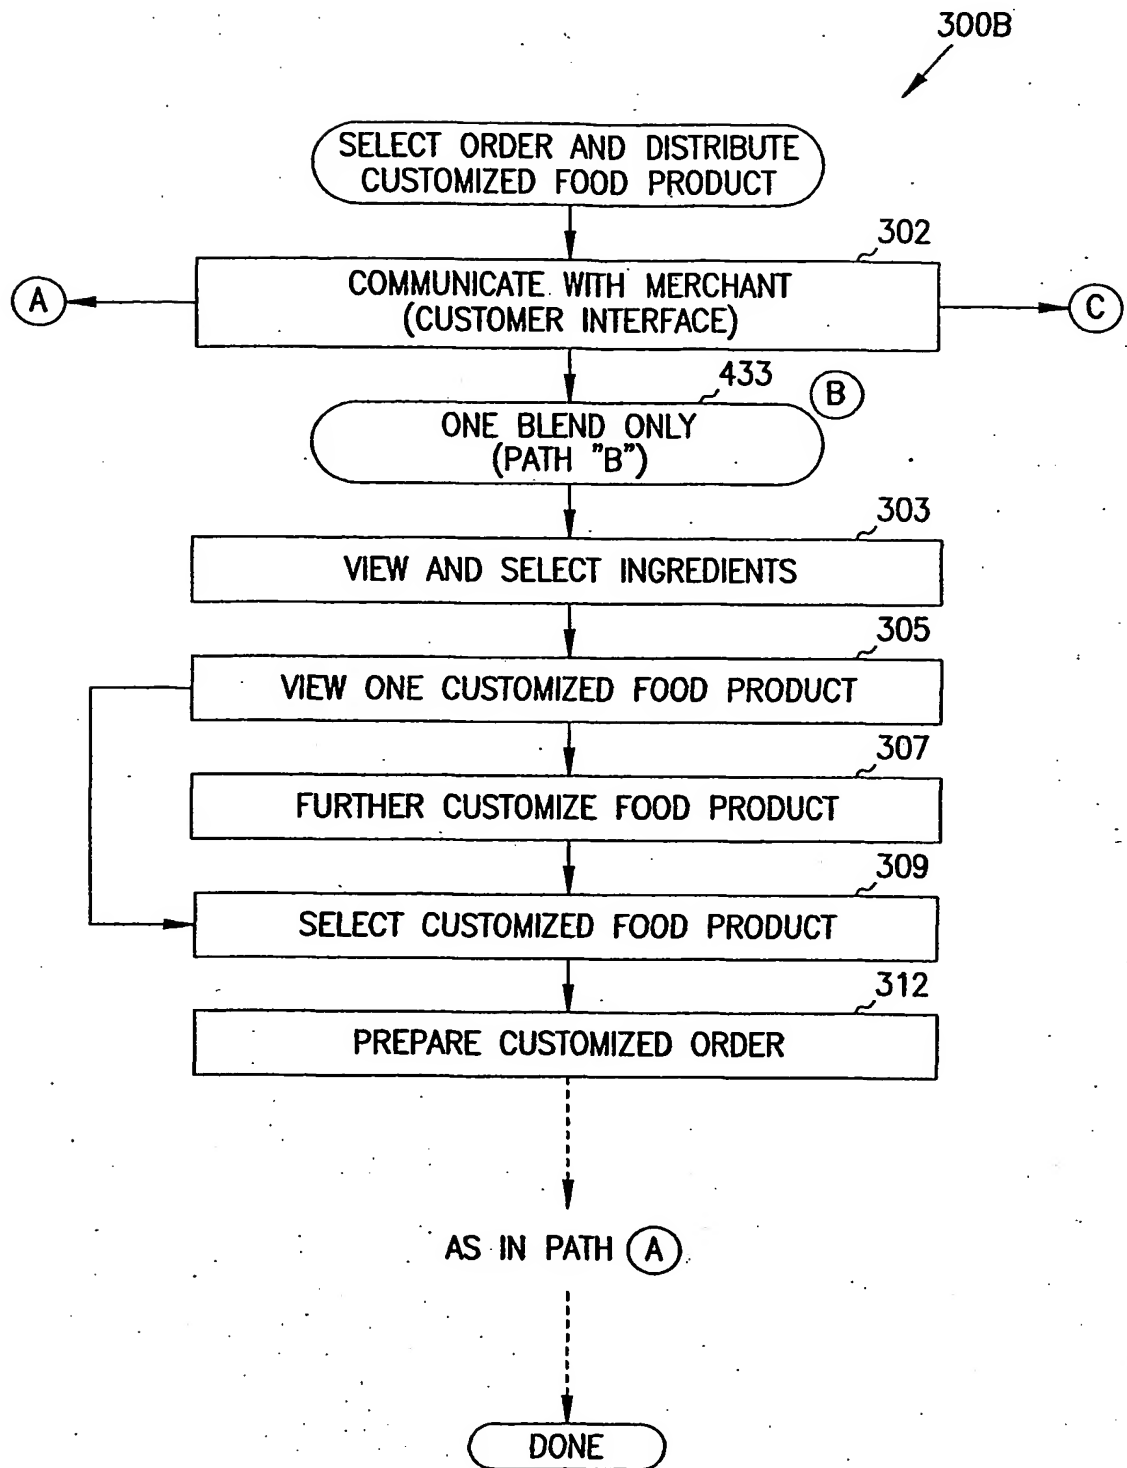 300B
SELECT ORDER AND DISTRIBUTE
CUSTOMIZED FOOD PRODUCT
302
COMMUNICATE WITH MERCHANT
(CUSTOMER INTERFACE)
A
C
433
B
ONE BLEND ONLY
(PATH "B")
303
VIEW AND SELECT INGREDIENTS
305
VIEW ONE CUSTOMIZED FOOD PRODUCT
307
FURTHER CUSTOMIZE FOOD PRODUCT
309
SELECT CUSTOMIZED FOOD PRODUCT
312
PREPARE CUSTOMIZED ORDER
AS IN PATH A
DONE